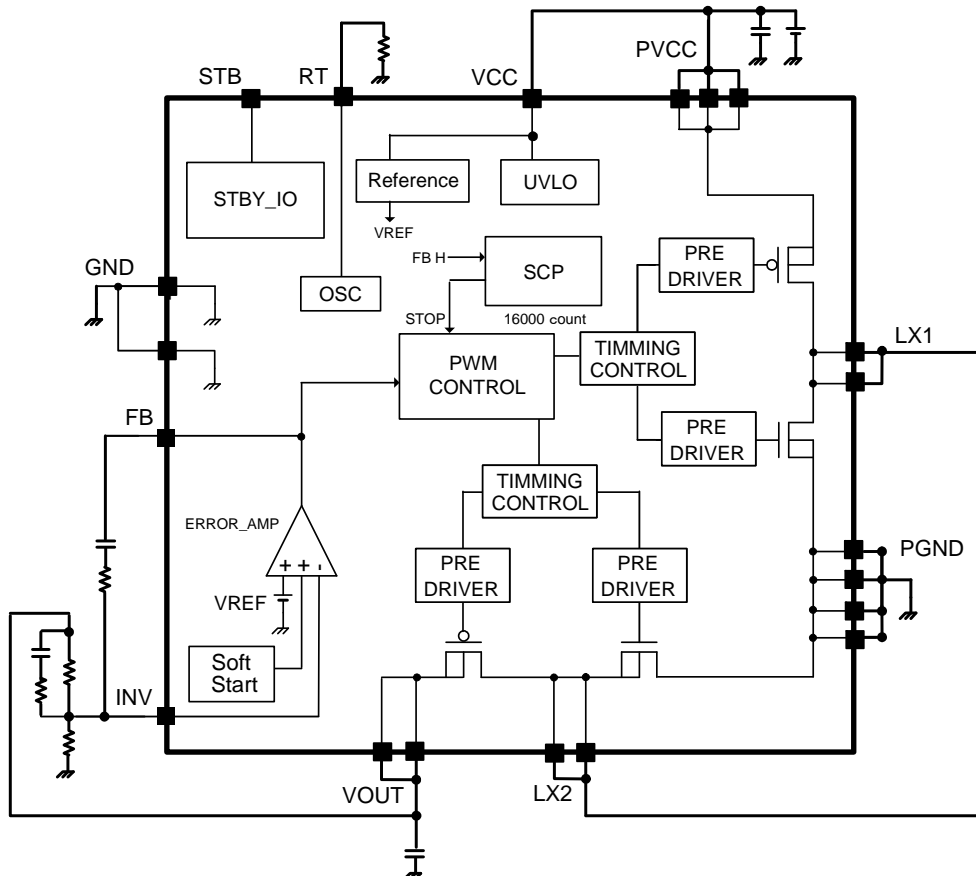 PVCC
STB
RT
VCC
STBY_IO
Reference
UVLO
VREF
GND
OSC
FB H
SCP
PRE
DRIVER
STOP
16000 count
PWM
CONTROL
TIMMING
CONTROL
LX1
FB
PRE
DRIVER
TIMMING
CONTROL
ERROR_AMP
+ + -
PRE
DRIVER
PRE
DRIVER
PGND
VREF
Soft
Start
INV
VOUT
LX2